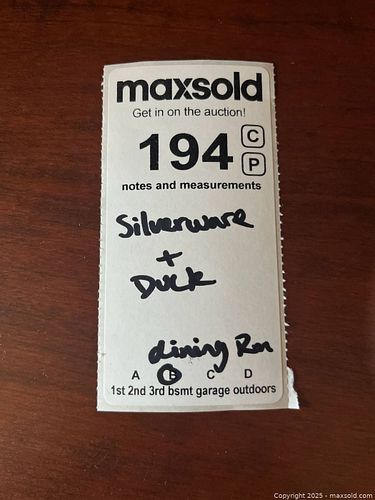 maxsold
Get in on the auction!
194 C
P
notes and measurements
Silverware
+
Duck
dining Rm
A B C D
1st 2nd 3rd bsmt garage outdoors
Copyright 2025 - maxsold.com